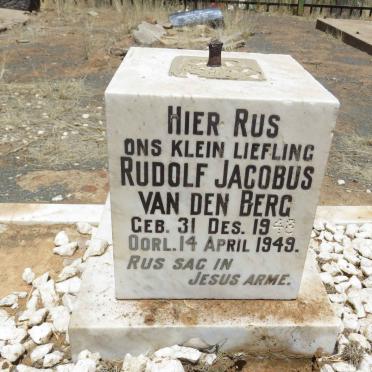 HIER RUS
ONS KLEIN LIEFLING
RUDOLF JACOBUS
VAN DEN BERG
GEB. 31 DES.
OORL. 14 APRIL 1949.
RUS SAG IN
JESUS ARME.